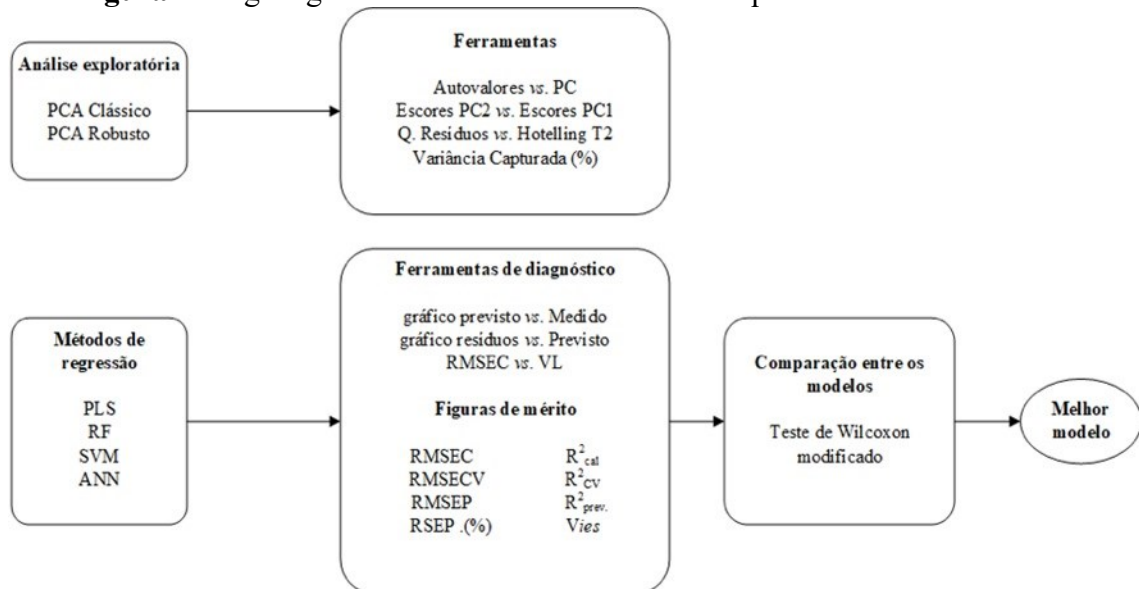 Análise exploratória
PCA Clássico
PCA Robusto
Ferramentas
Autovalores vs. PC
Escores PC2 vs. Escores PC1
Q. Resíduos vs. Hotelling T2
Variância Capturada (%)
Métodos de
regressão
PLS
RF
SVM
ANN
Ferramentas de diagnóstico
gráfico previsto vs. Medido
gráfico resíduos vs. Previsto
RMSEC vs. VL
Figuras de mérito
RMSEC R²cal
RMSECV R²CV
RMSEP R²prev.
RSEP .(%) Vies
Comparação entre os
modelos
Teste de Wilcoxon
modificado
Melhor
modelo